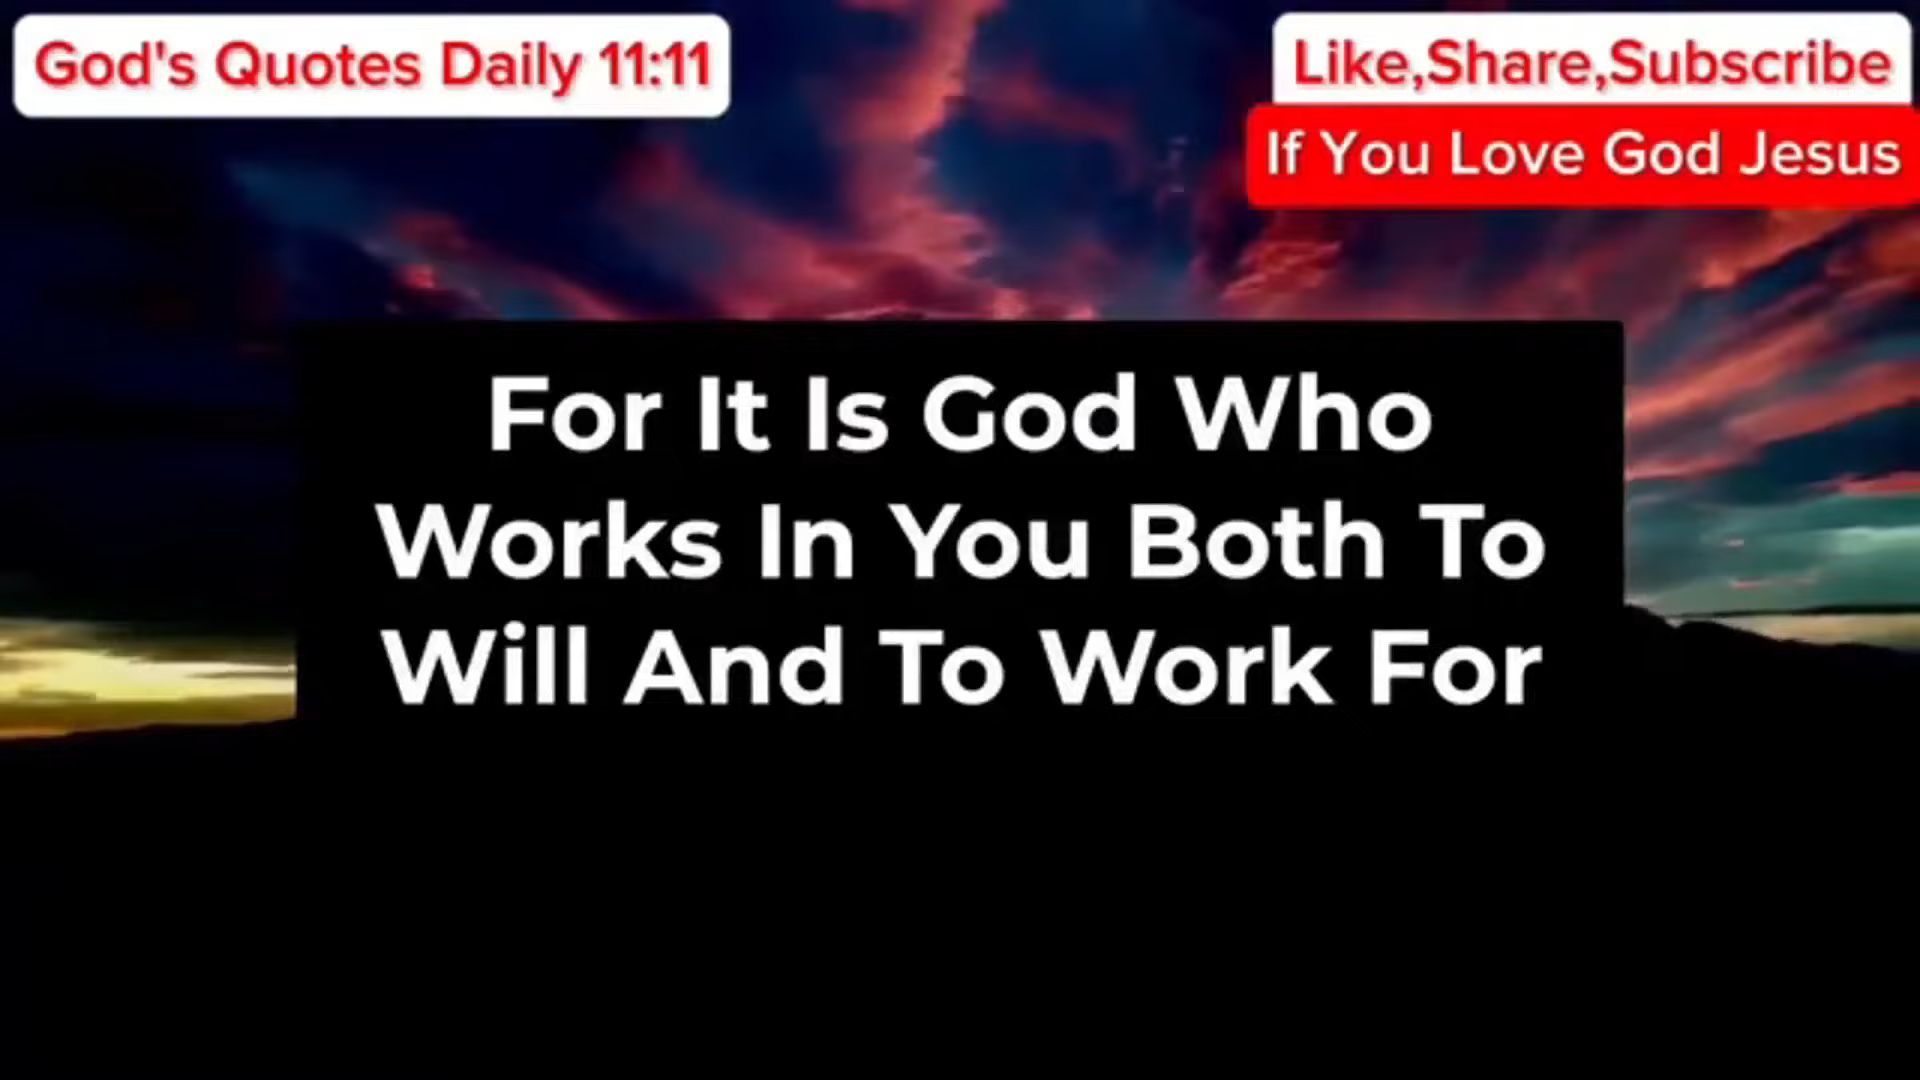 God's Quotes Daily 11:11
Like,Share,Subscribe
If You Love God Jesus
For It Is God Who
Works In You Both To
Will And To Work For